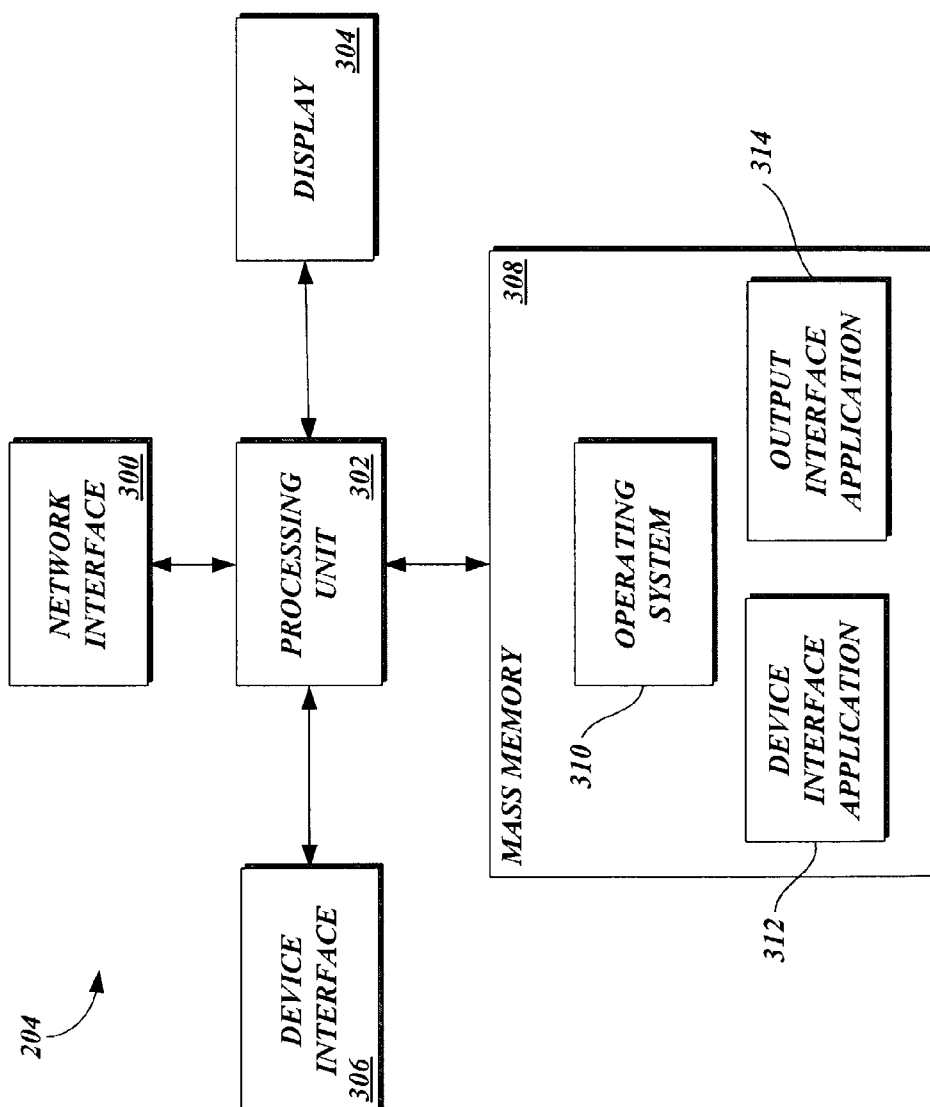 204
NETWORK
INTERFACE
300
DEVICE
INTERFACE
306
PROCESSING
UNIT
302
DISPLAY
304
MASS MEMORY
308
OPERATING
SYSTEM
310
DEVICE
INTERFACE
APPLICATION
312
OUTPUT
INTERFACE
APPLICATION
314